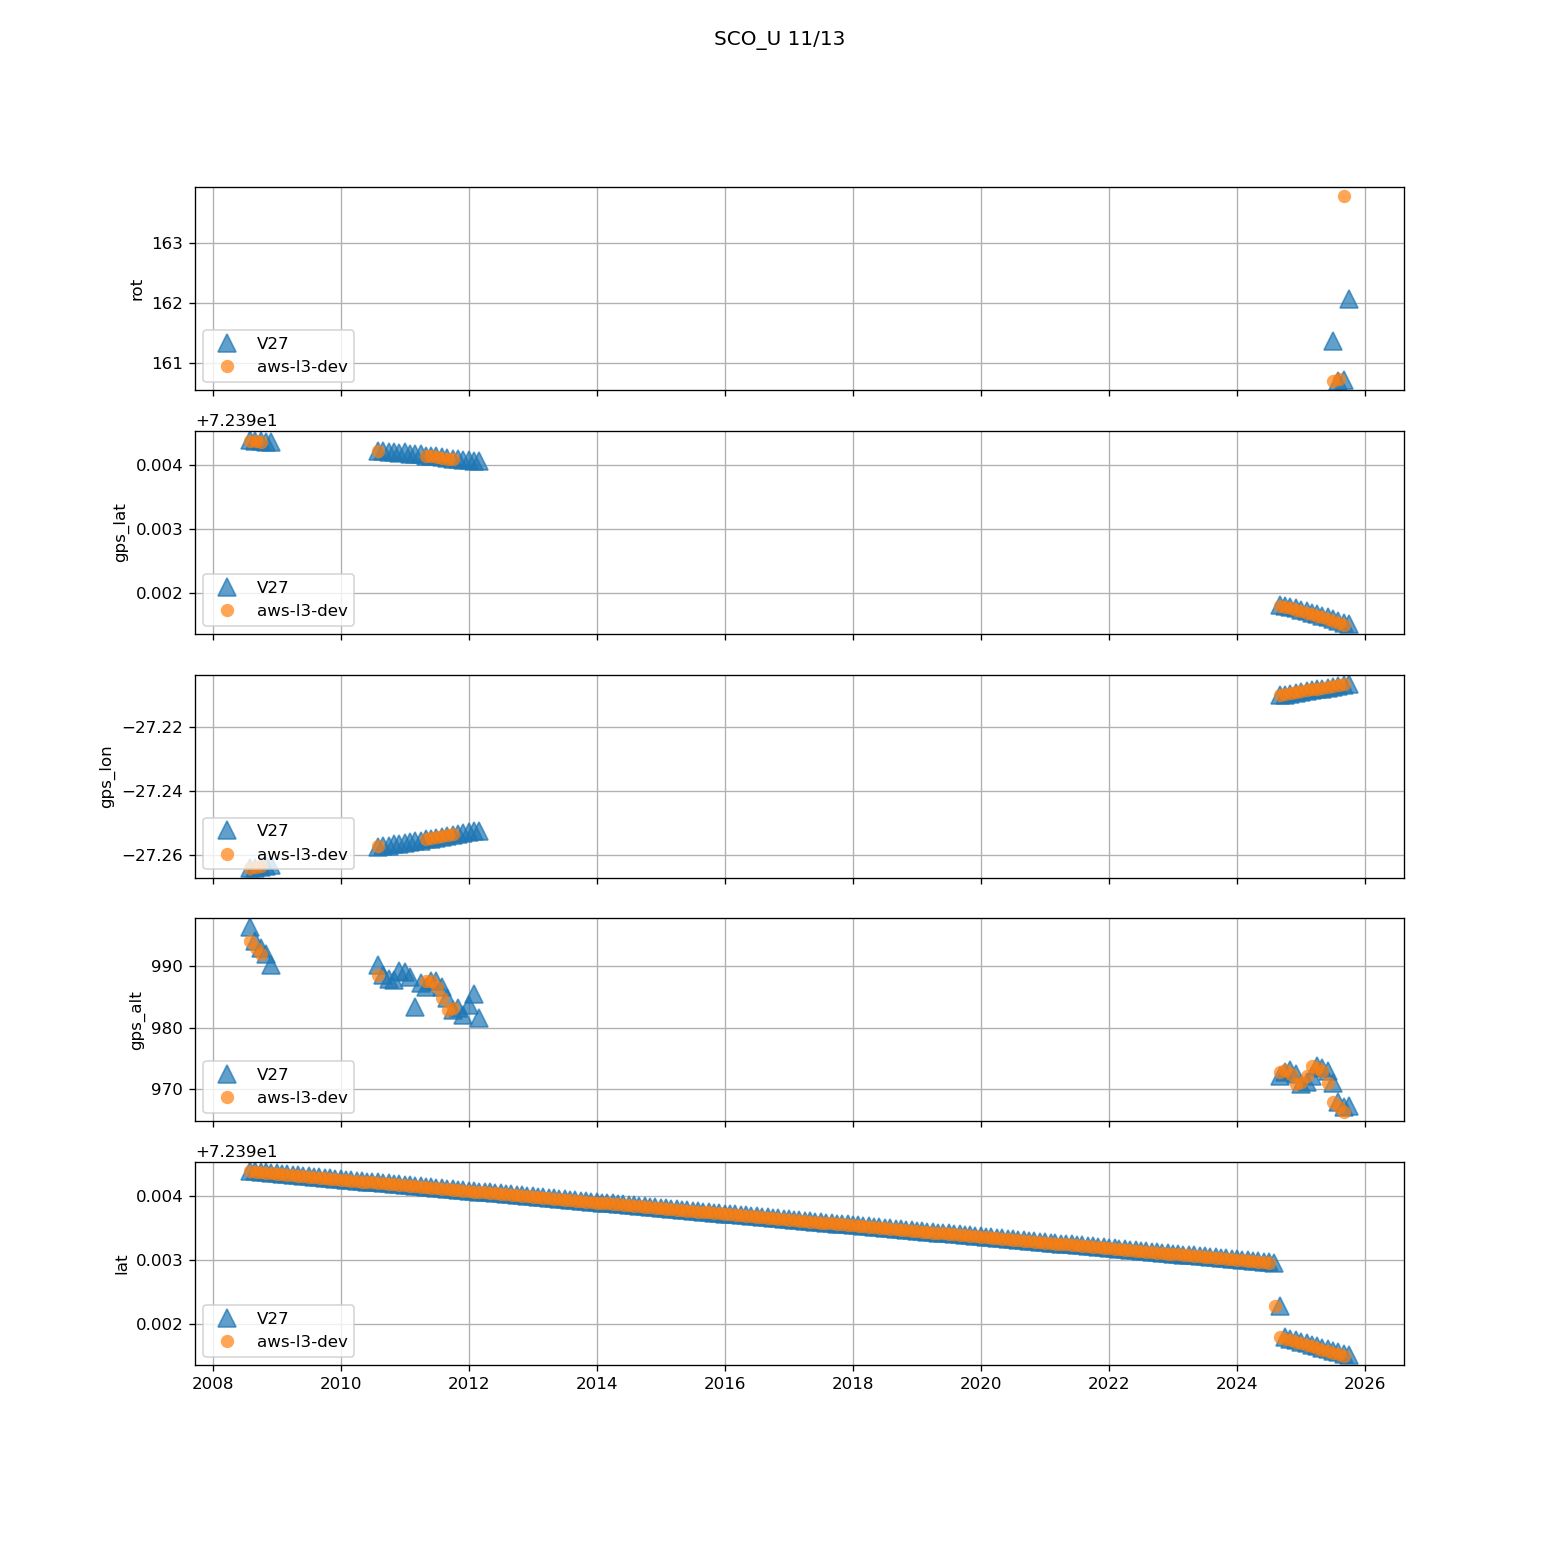 SCO_U 11/13
163
162
161
rot
V27
aws-l3-dev
+7.239e1
0.004
0.003
0.002
gps_lat
V27
aws-l3-dev
−27.22
−27.24
−27.26
gps_lon
V27
aws-l3-dev
990
980
970
gps_alt
V27
aws-l3-dev
+7.239e1
0.004
0.003
0.002
lat
V27
aws-l3-dev
2008 2010 2012 2014 2016 2018 2020 2022 2024 2026